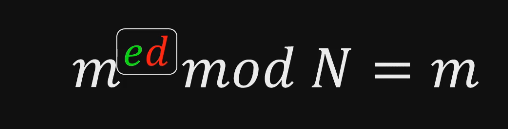 m^{ed} mod N = m